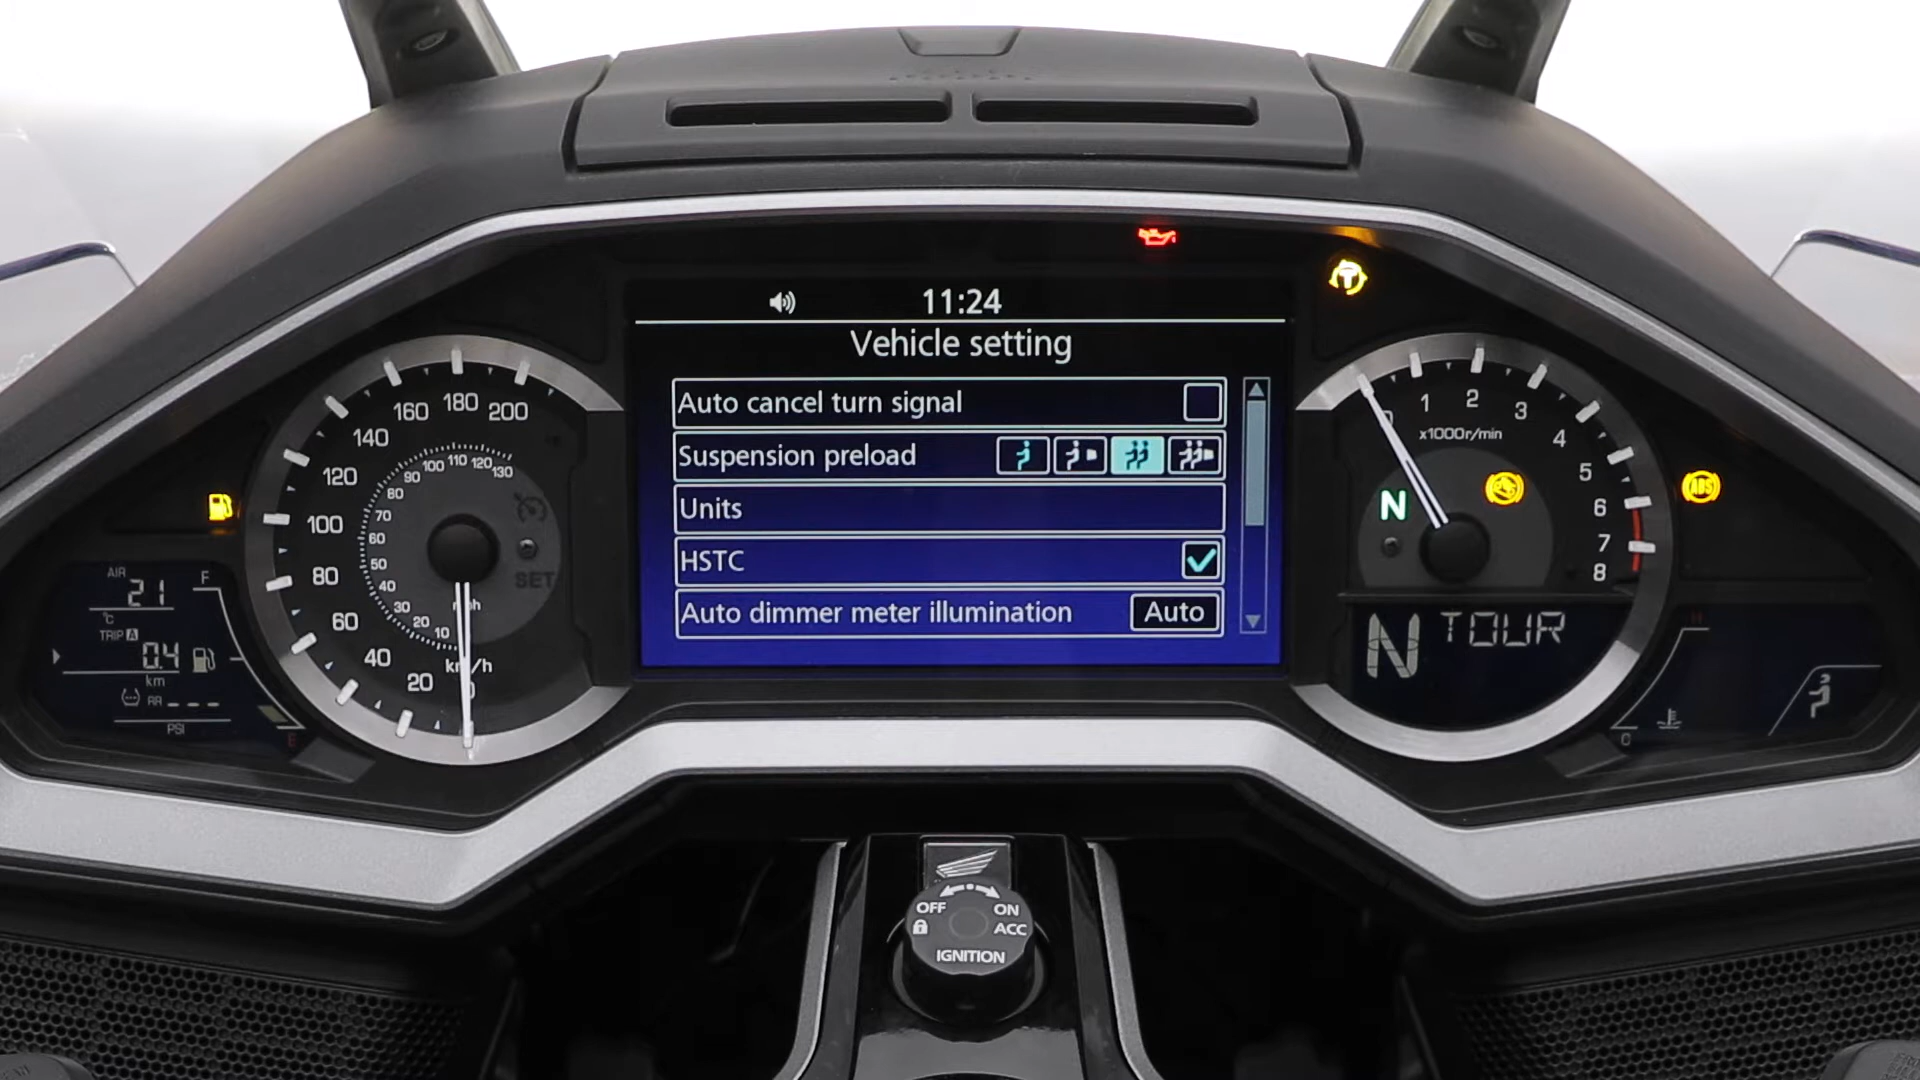 11:24
Vehicle setting
Auto cancel turn signal
Suspension preload
Units
HSTC
Auto dimmer meter illumination Auto
160 180 200
140
120
100
80
60
40
20
130
120
110
100
90
80
70
60
50
40
30
20
10
mph
km/h
SET
AIR
21
°C
TRIP A
0.4
km
RR ---
PSI
F
E
1 2 3
4
5
6
7
8
x1000r/min
N
ABS
T
N TOUR
H
C
OFF ON
ACC
IGNITION